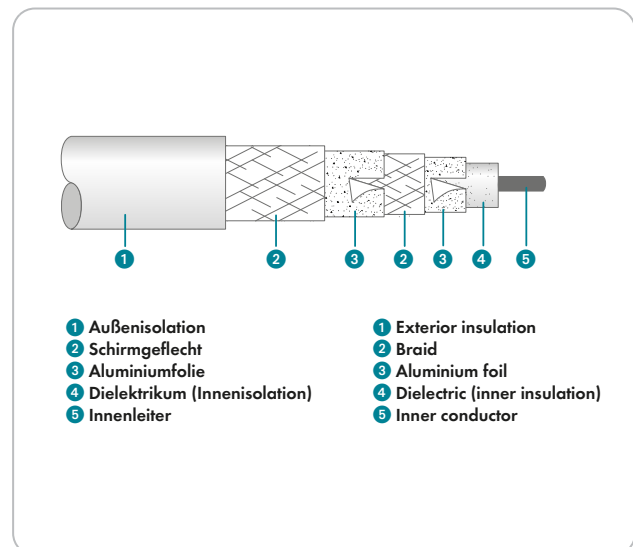 1 2 3 2 3 4 5
1 Außenisolation
2 Schirmgeflecht
3 Aluminiumfolie
4 Dielektrikum (Innenisolation)
5 Innenleiter
1 Exterior insulation
2 Braid
3 Aluminium foil
4 Dielectric (inner insulation)
5 Inner conductor